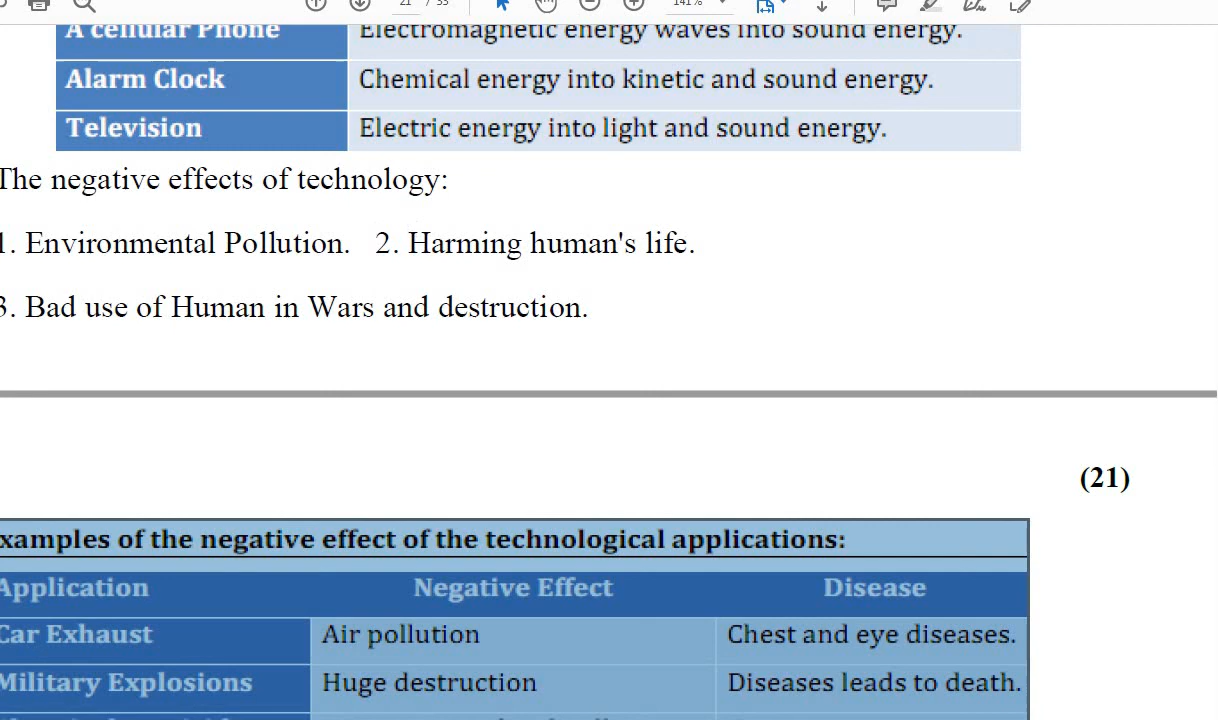 21 / 33 141%
A cellular Phone Electromagnetic energy waves into sound energy.
Alarm Clock Chemical energy into kinetic and sound energy.
Television Electric energy into light and sound energy.
The negative effects of technology:
1. Environmental Pollution. 2. Harming human's life.
3. Bad use of Human in Wars and destruction.
(21)
xamples of the negative effect of the technological applications:
Application Negative Effect Disease
Car Exhaust Air pollution Chest and eye diseases.
Military Explosions Huge destruction Diseases leads to death.